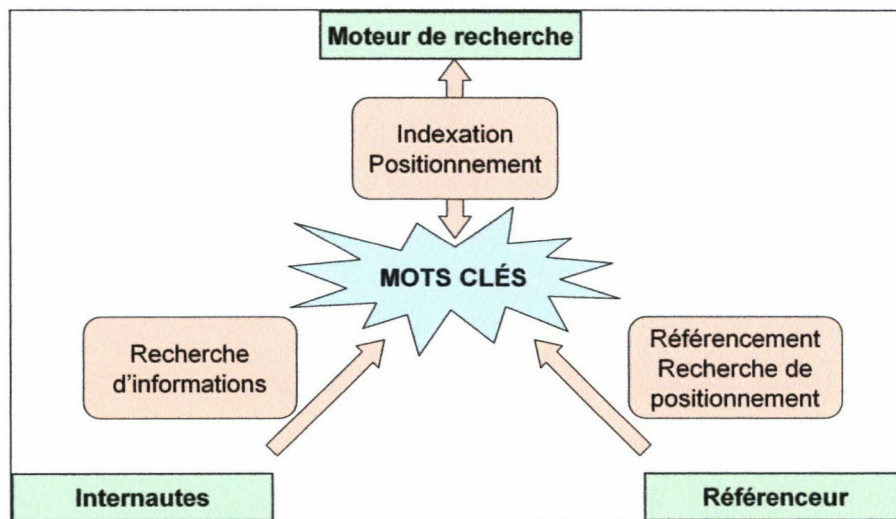 Moteur de recherche
Indexation
Positionnement
MOTS CLÉS
Recherche
d'informations
Référencement
Recherche de
positionnement
Internautes
Référenceur